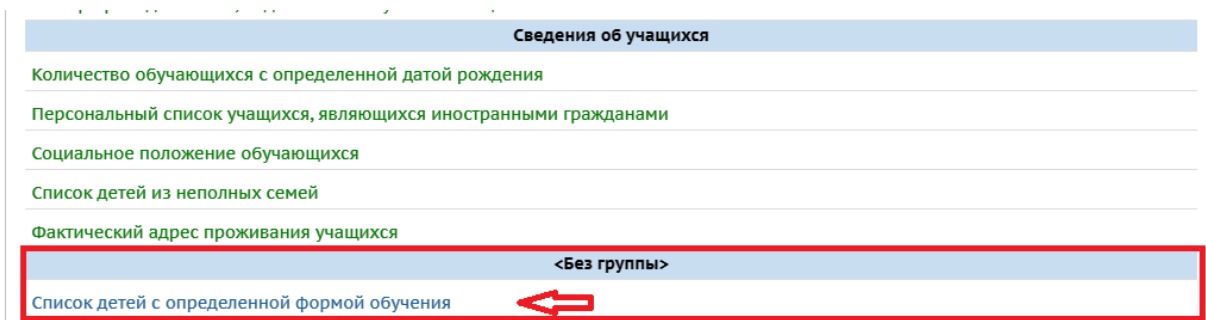 Сведения об учащихся
Количество обучающихся с определенной датой рождения
Персональный список учащихся, являющихся иностранными гражданами
Социальное положение обучающихся
Список детей из неполных семей
Фактический адрес проживания учащихся
<Без группы>
Список детей с определенной формой обучения